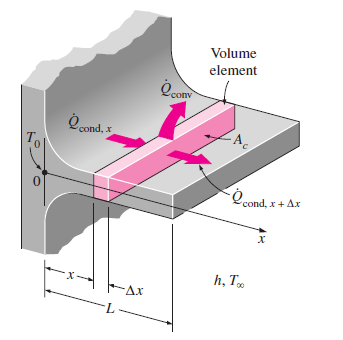 Volume
element
Q̇conv
Q̇cond, x
T0
Ac
0
Q̇cond, x + Δx
x
x
Δx
h, T∞
L